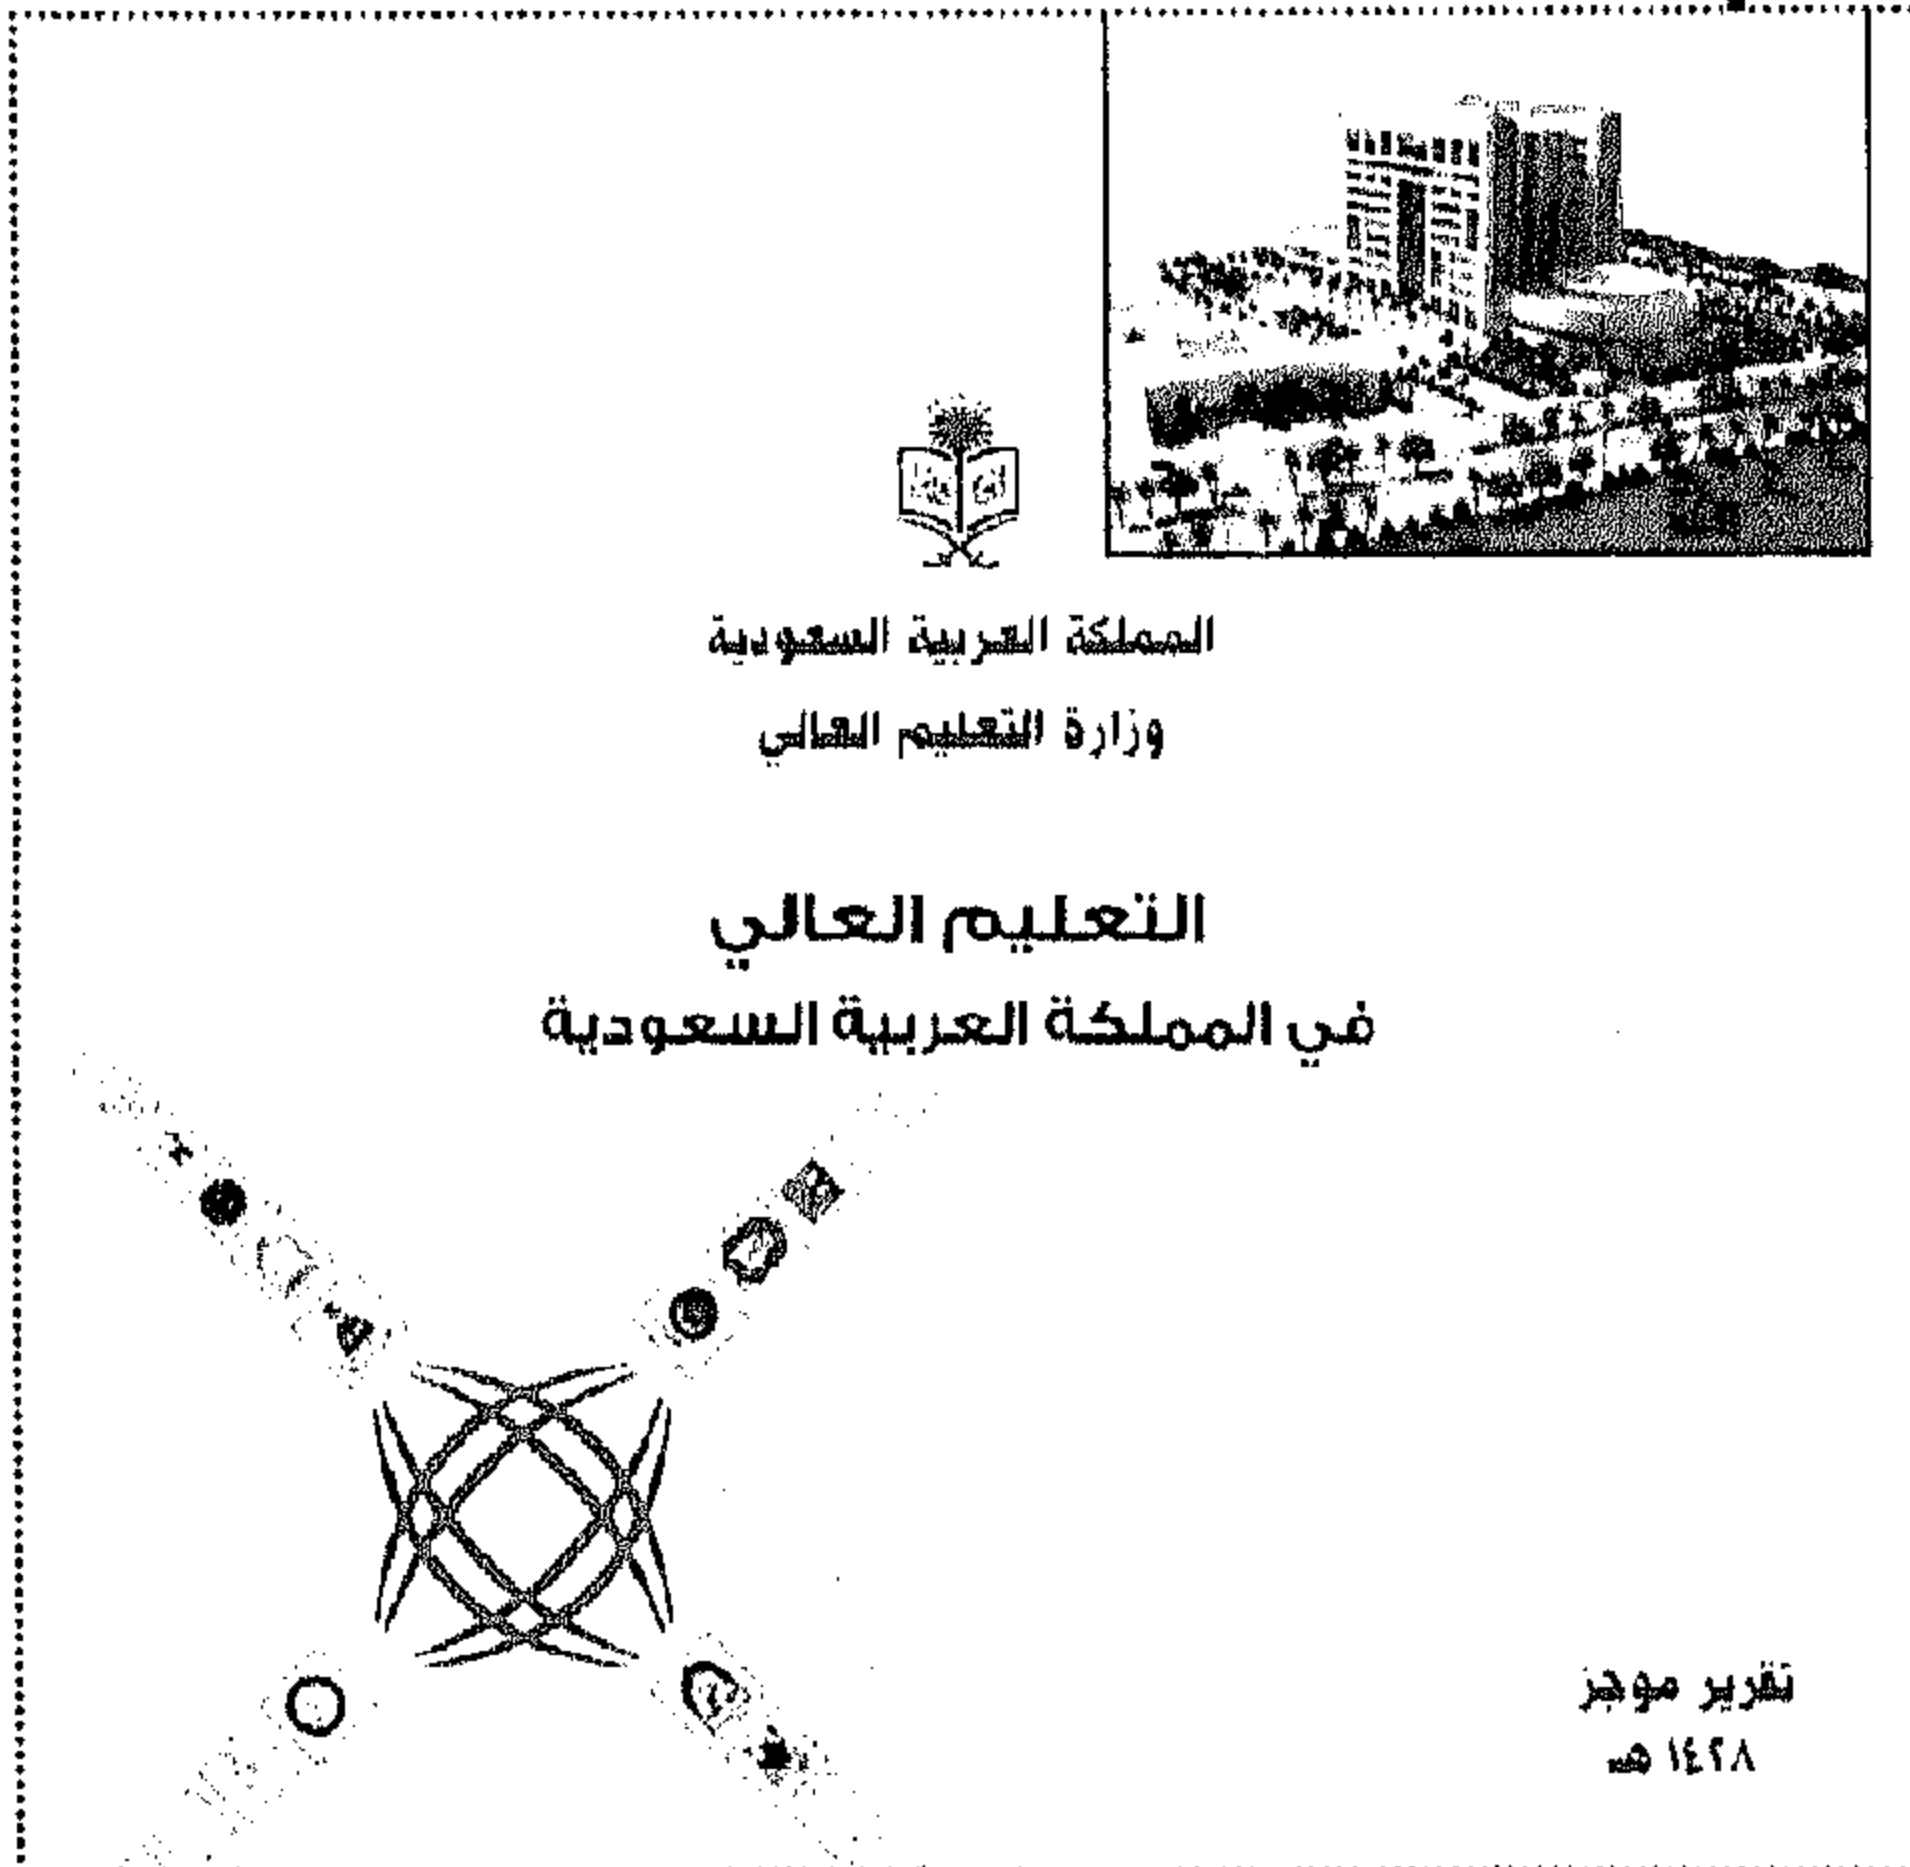 المملكة العربية السعودية
وزارة التعليم العالي
التعليم العالي
في المملكة العربية السعودية
تقرير موجز
١٤٢٨ هـ